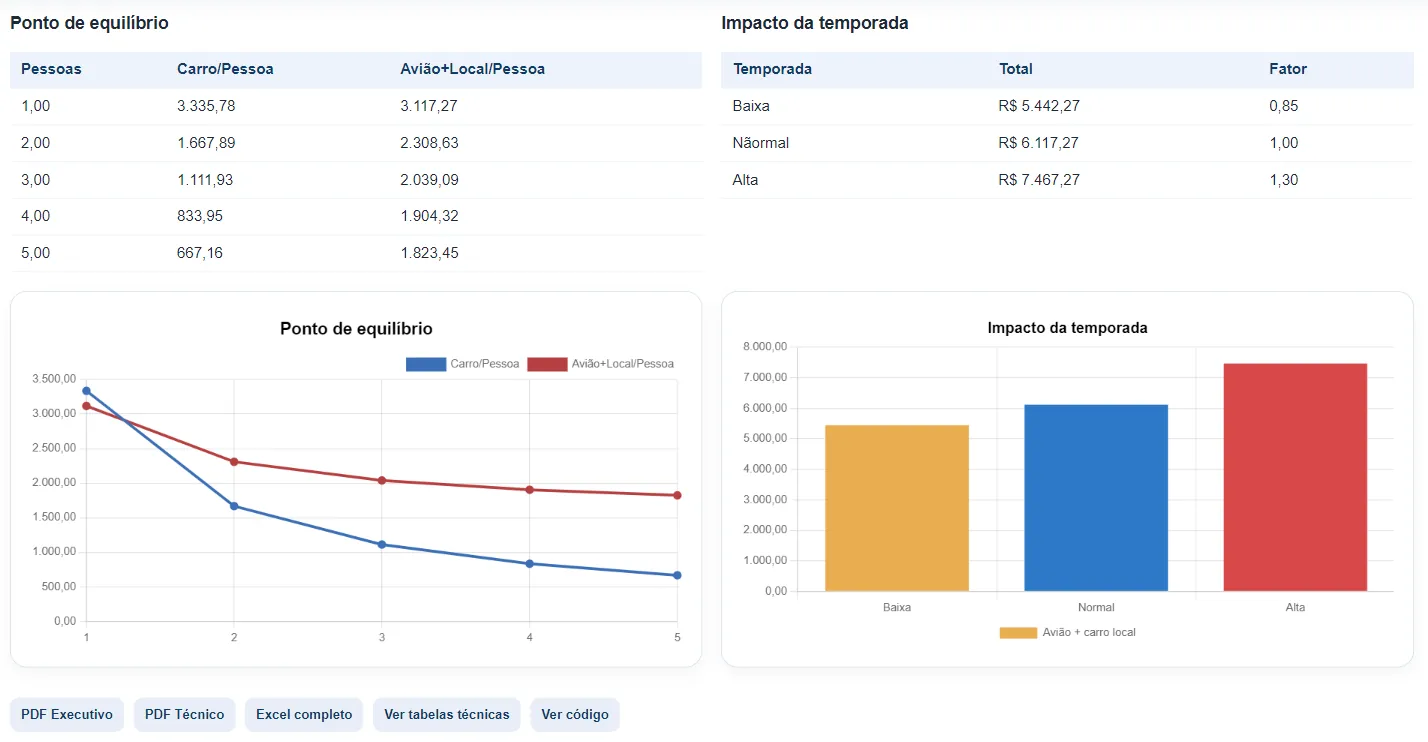 Ponto de equilíbrio
Pessoas Carro/Pessoa Avião+Local/Pessoa
1,00 3.335,78 3.117,27
2,00 1.667,89 2.308,63
3,00 1.111,93 2.039,09
4,00 833,95 1.904,32
5,00 667,16 1.823,45
Impacto da temporada
Temporada Total Fator
Baixa R$ 5.442,27 0,85
Nãormal R$ 6.117,27 1,00
Alta R$ 7.467,27 1,30
Ponto de equilíbrio
Carro/Pessoa Avião+Local/Pessoa
3.500,00
3.000,00
2.500,00
2.000,00
1.500,00
1.000,00
500,00
0,00
1 2 3 4 5
Impacto da temporada
8.000,00
7.000,00
6.000,00
5.000,00
4.000,00
3.000,00
2.000,00
1.000,00
0,00
Baixa Normal Alta
Avião + carro local
PDF Executivo PDF Técnico Excel completo Ver tabelas técnicas Ver código